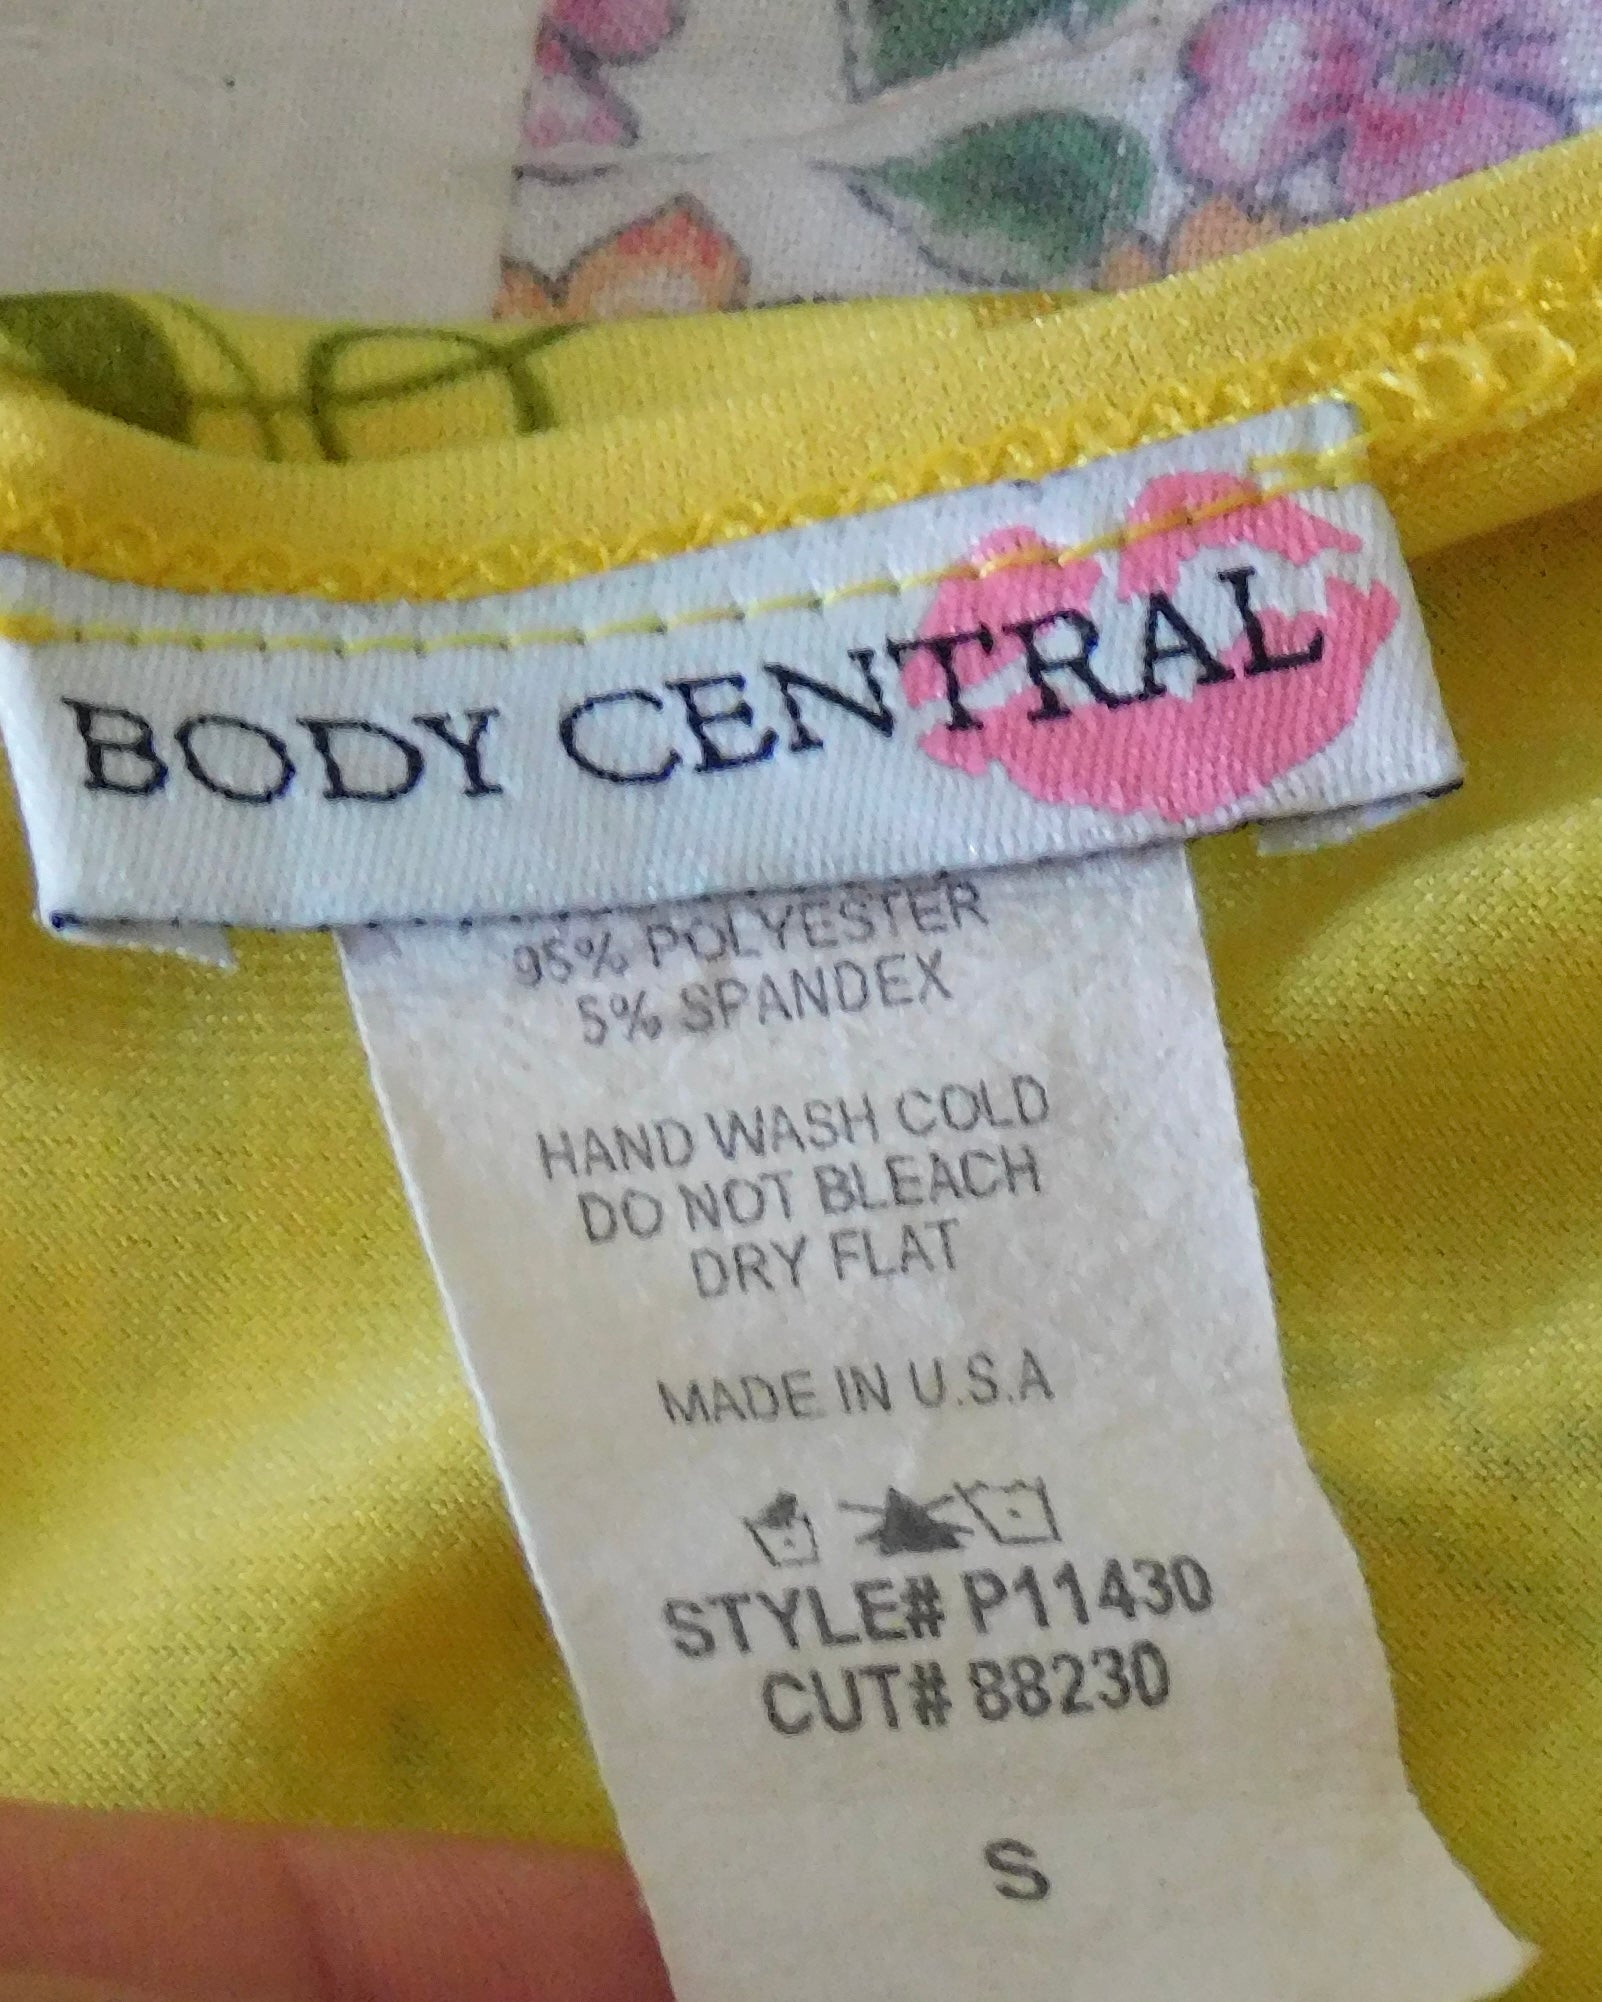 BODY CENTRAL
95% POLYESTER
5% SPANDEX
HAND WASH COLD
DO NOT BLEACH
DRY FLAT
MADE IN U.S.A
STYLE# P11430
CUT# 88230
S